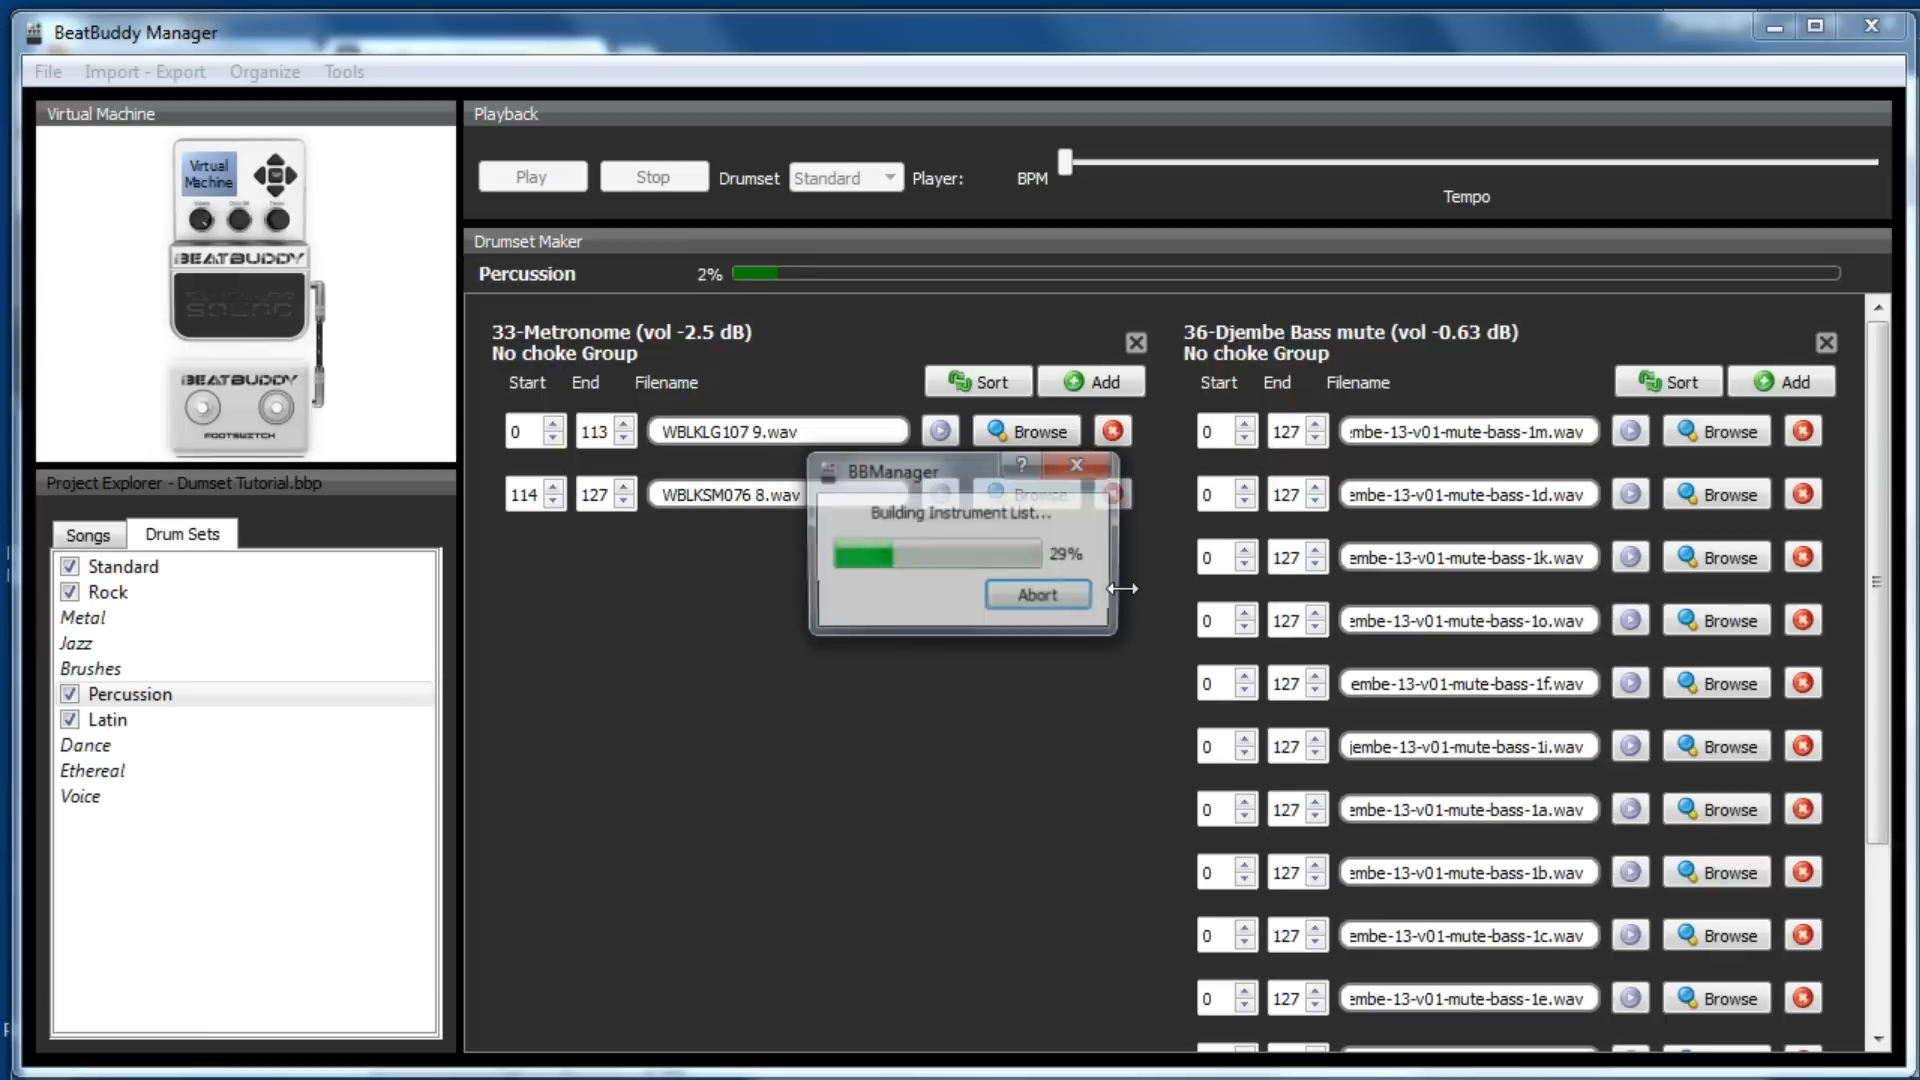 BeatBuddy Manager
File Import - Export Organize Tools
Virtual Machine
Virtual
Machine
BEATBUDDY
BEATBUDDY
FOOTSWITCH
Playback
Play Stop Drumset Standard Player: BPM
Tempo
Drumset Maker
Percussion 2%
33-Metronome (vol -2.5 dB)
No choke Group
Start End Filename Sort Add
0 113 WBLKLG107 9.wav Browse
114 127 WBLKSM076 8.wav Browse
BBManager
Building Instrument List...
29%
Abort
36-Djembe Bass mute (vol -0.63 dB)
No choke Group
Start End Filename Sort Add
0 127 embe-13-v01-mute-bass-1m.wav Browse
0 127 embe-13-v01-mute-bass-1d.wav Browse
0 127 embe-13-v01-mute-bass-1k.wav Browse
0 127 embe-13-v01-mute-bass-1o.wav Browse
0 127 embe-13-v01-mute-bass-1f.wav Browse
0 127 jembe-13-v01-mute-bass-1i.wav Browse
0 127 embe-13-v01-mute-bass-1a.wav Browse
0 127 embe-13-v01-mute-bass-1b.wav Browse
0 127 embe-13-v01-mute-bass-1c.wav Browse
0 127 embe-13-v01-mute-bass-1e.wav Browse
Project Explorer - Dumset Tutorial.bbp
Songs Drum Sets
Standard
Rock
Metal
Jazz
Brushes
Percussion
Latin
Dance
Ethereal
Voice